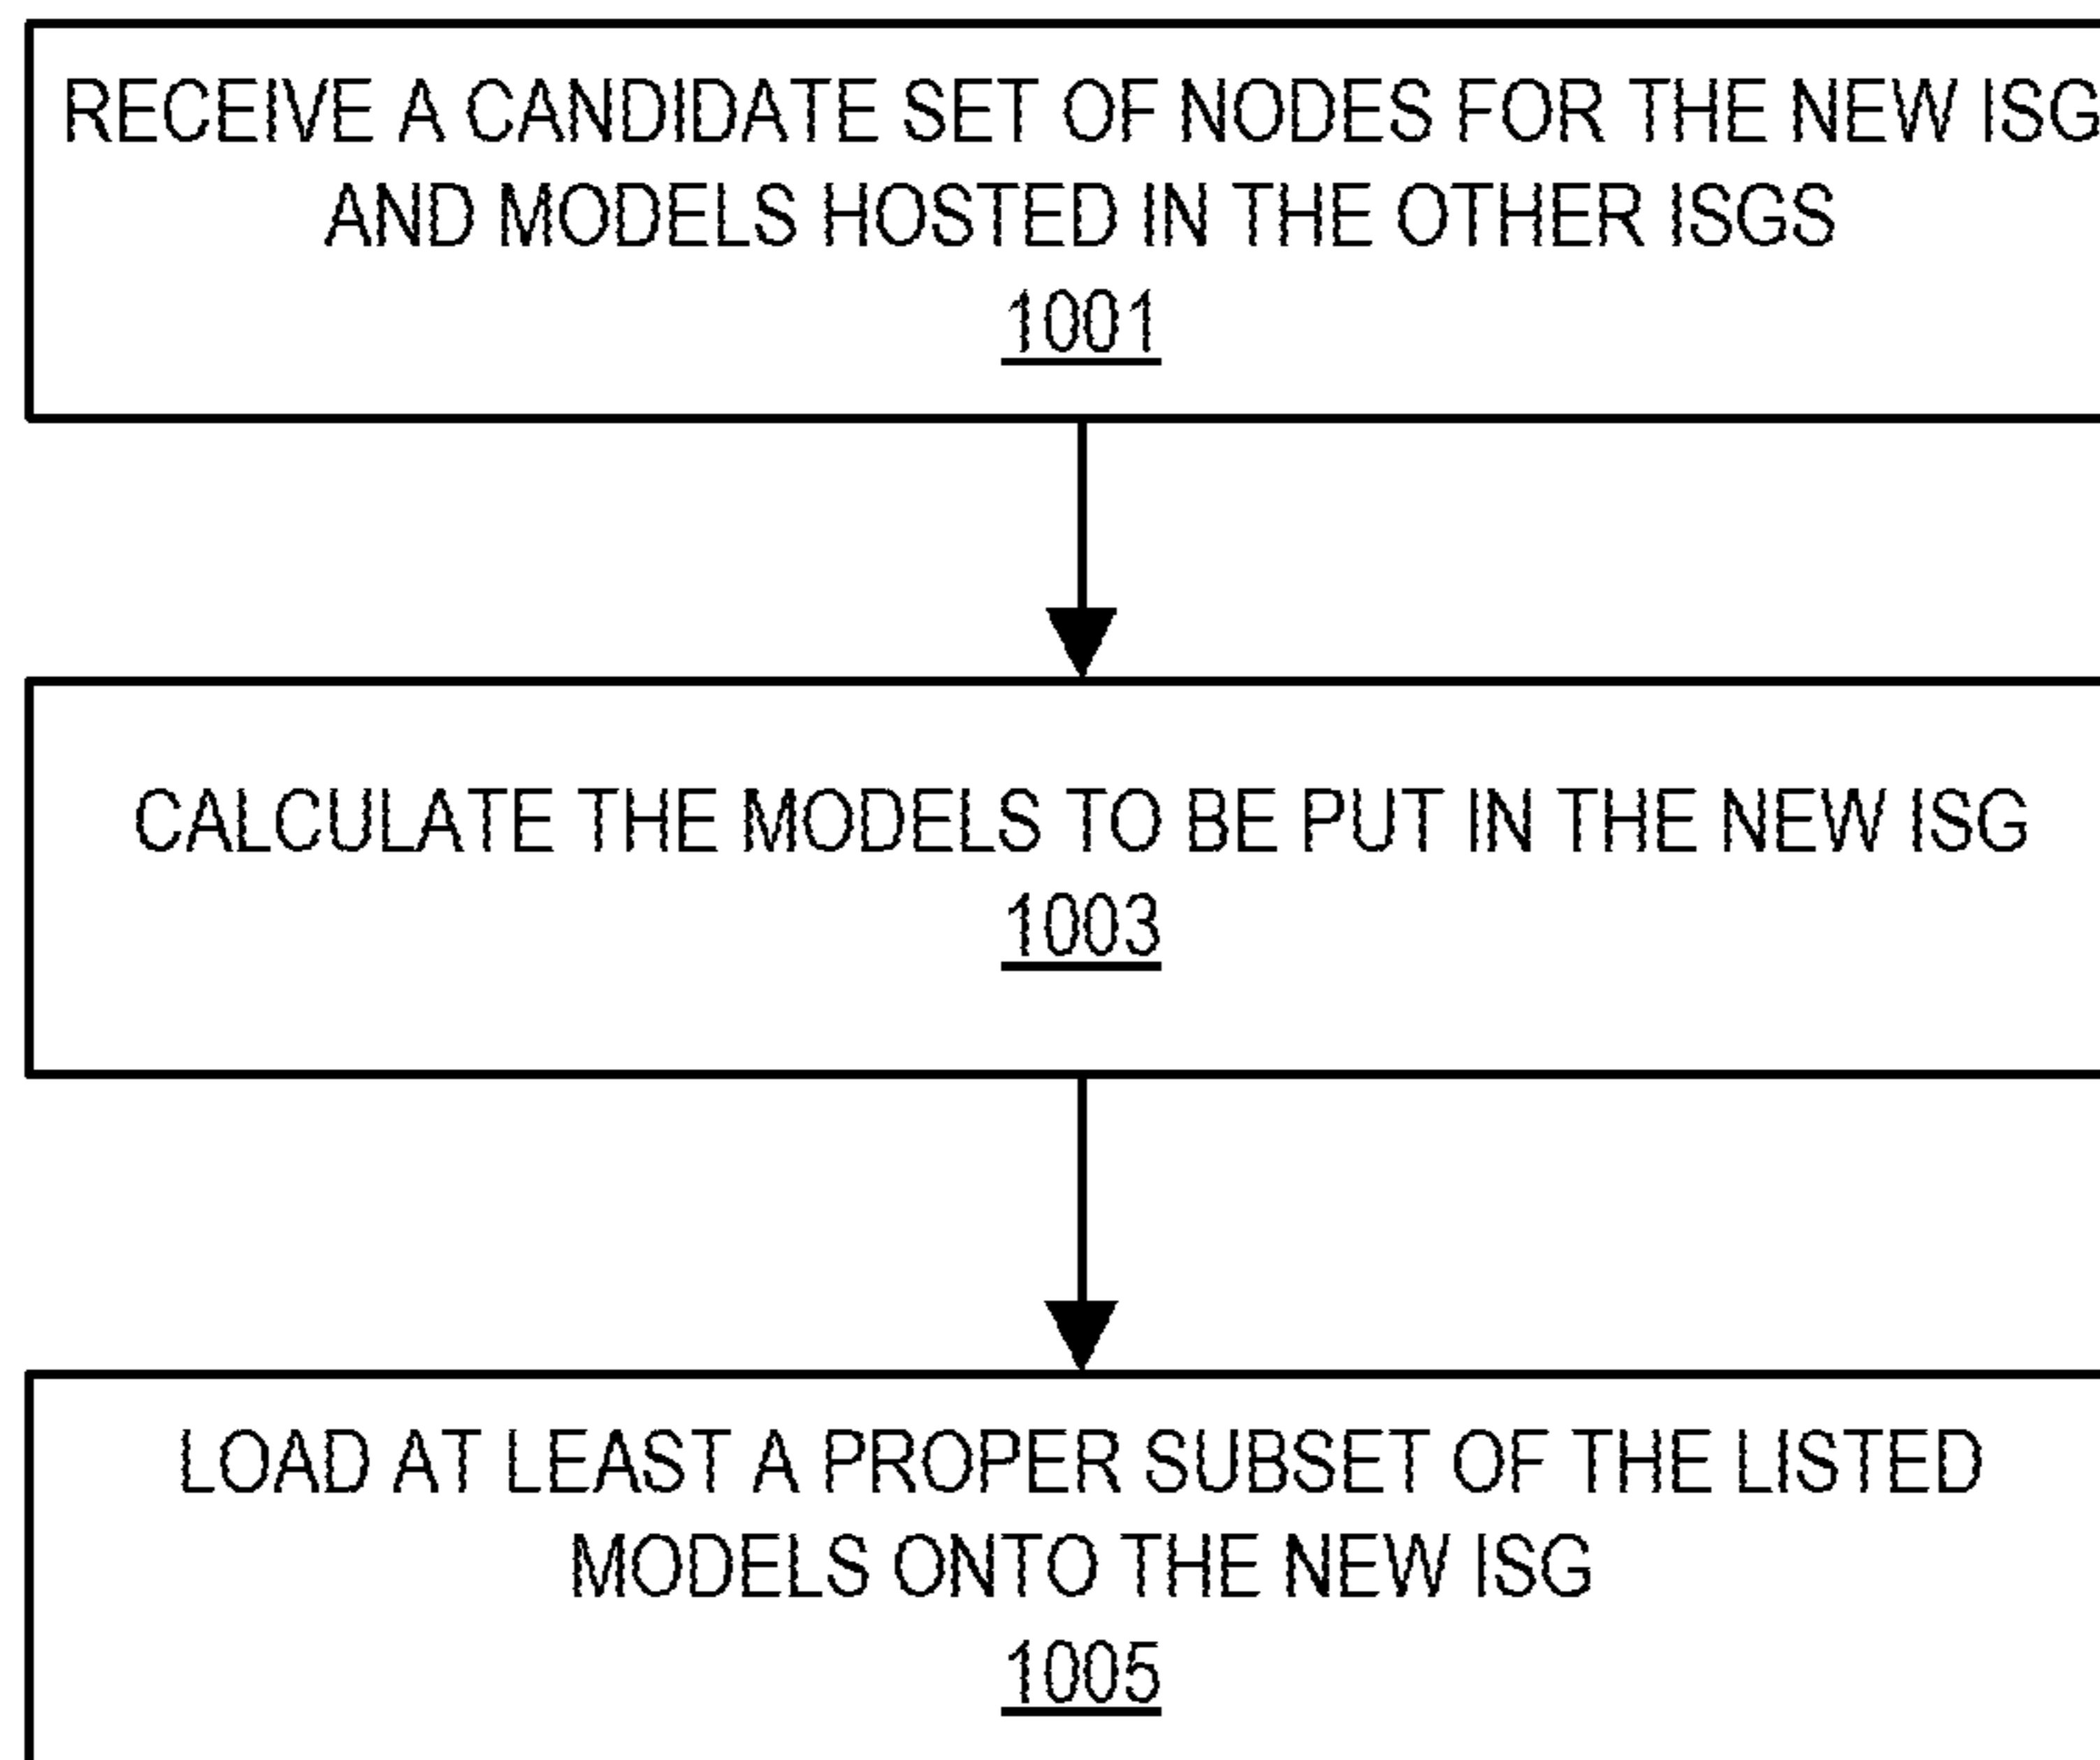 RECEIVE A CANDIDATE SET OF NODES FOR THE NEW ISG
AND MODELS HOSTED IN THE OTHER ISGS
1001
CALCULATE THE MODELS TO BE PUT IN THE NEW ISG
1003
LOAD AT LEAST A PROPER SUBSET OF THE LISTED
MODELS ONTO THE NEW ISG
1005